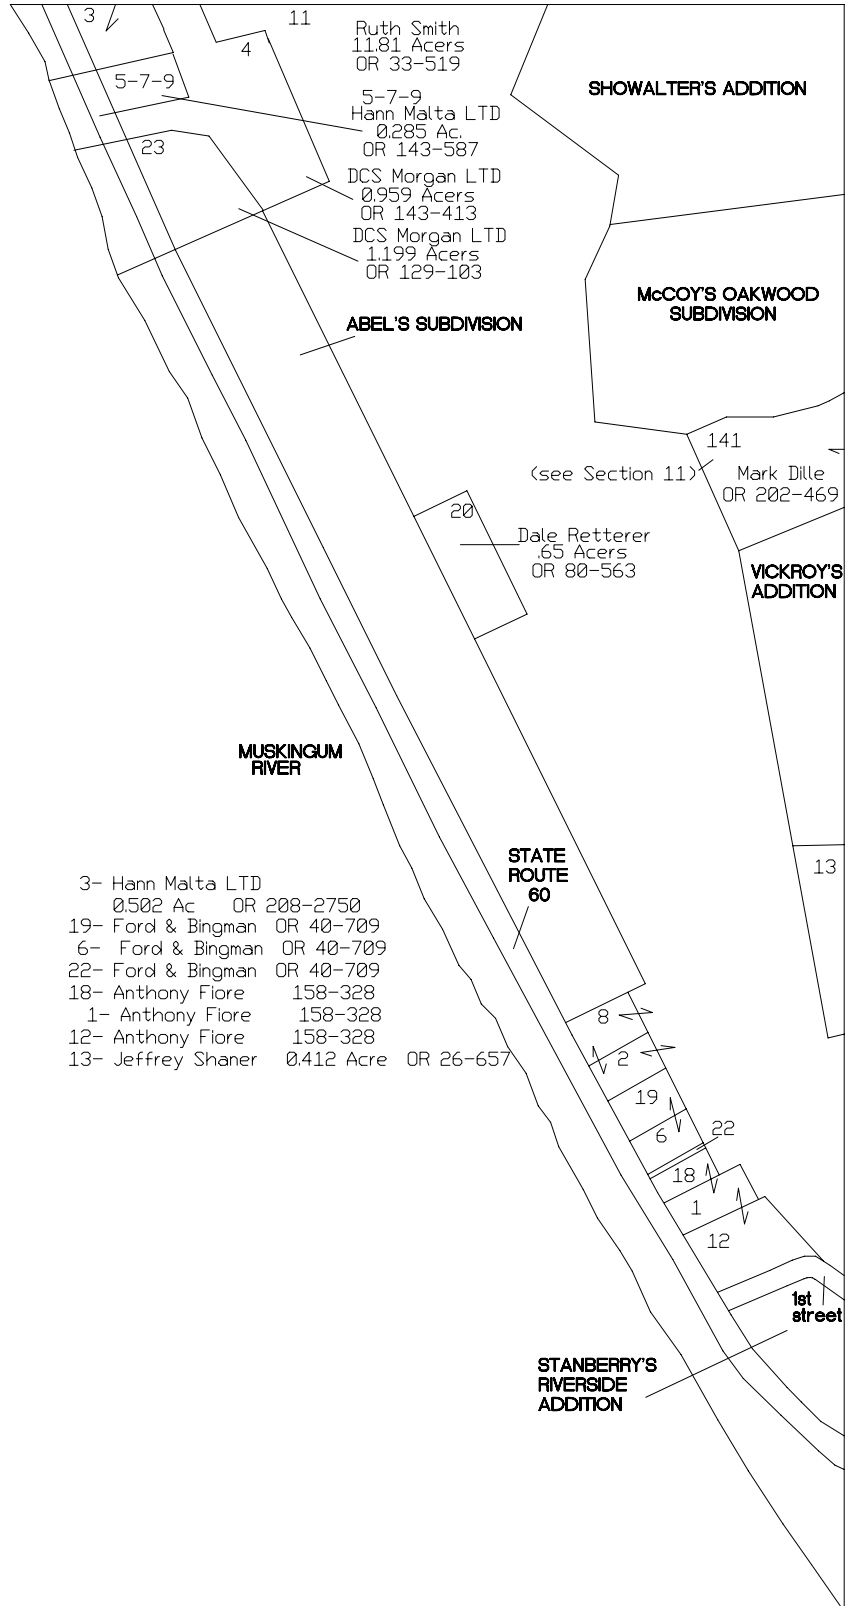 3
11
4
Ruth Smith
11.81 Acers
OR 33-519
5-7-9
5-7-9
Hann Malta LTD
0.285 Ac.
OR 143-587
23
DCS Morgan LTD
0.959 Acers
OR 143-413
DCS Morgan LTD
1.199 Acers
OR 129-103
SHOWALTER'S ADDITION
McCOY'S OAKWOOD
SUBDIVISION
ABEL'S SUBDIVISION
141
(see Section 11)
Mark Dille
OR 202-469
20
Dale Retterer
.65 Acers
OR 80-563
VICKROY'S
ADDITION
MUSKINGUM
RIVER
STATE
ROUTE
60
13
3- Hann Malta LTD
0.502 Ac OR 208-2750
19- Ford & Bingman OR 40-709
6- Ford & Bingman OR 40-709
22- Ford & Bingman OR 40-709
18- Anthony Fiore 158-328
1- Anthony Fiore 158-328
12- Anthony Fiore 158-328
13- Jeffrey Shaner 0.412 Acre OR 26-657
8
2
19
6
22
18
1
12
1st
street
STANBERRY'S
RIVERSIDE
ADDITION